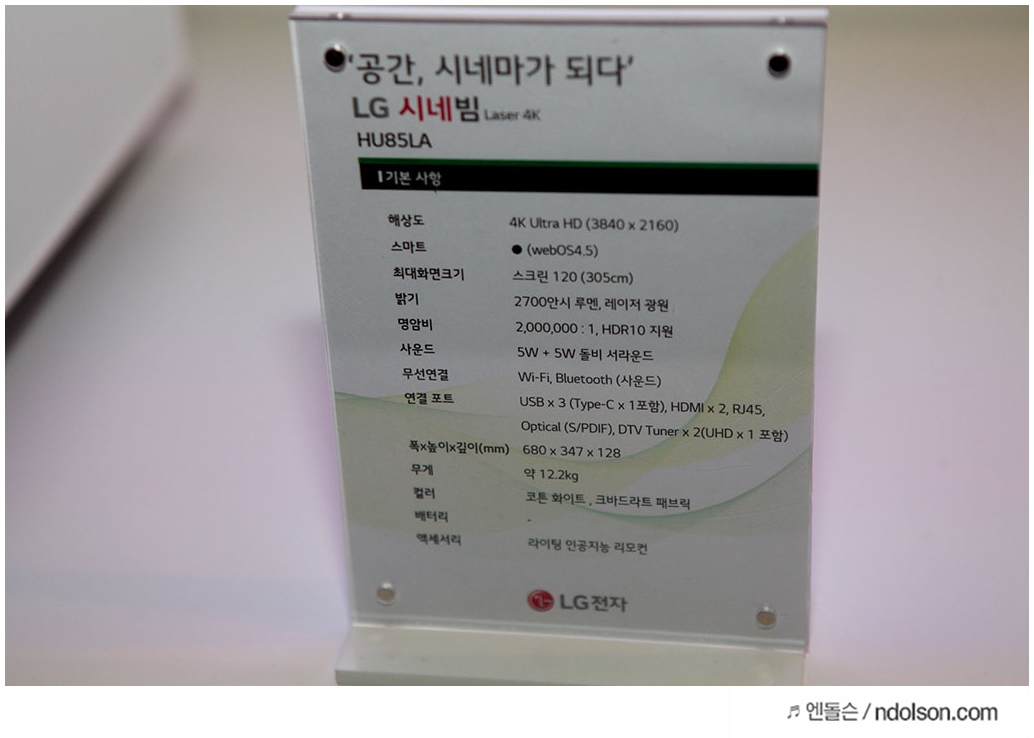 '공간, 시네마가 되다'
LG 시네빔 Laser 4K
HU85LA
기본 사항
해상도 4K Ultra HD (3840 x 2160)
스마트 ● (webOS4.5)
최대화면크기 스크린 120 (305cm)
밝기 2700안시 루멘, 레이저 광원
명암비 2,000,000 : 1, HDR10 지원
사운드 5W + 5W 돌비 서라운드
무선연결 Wi-Fi, Bluetooth (사운드)
연결 포트 USB x 3 (Type-C x 1포함), HDMI x 2, RJ45,
Optical (S/PDIF), DTV Tuner x 2(UHD x 1 포함)
폭x높이x깊이(mm) 680 x 347 x 128
무게 약 12.2kg
컬러 코튼 화이트 , 크바드라트 패브릭
배터리 -
액세서리 라이팅 인공지능 리모컨
LG전자
♬ 엔돌슨 / ndolson.com